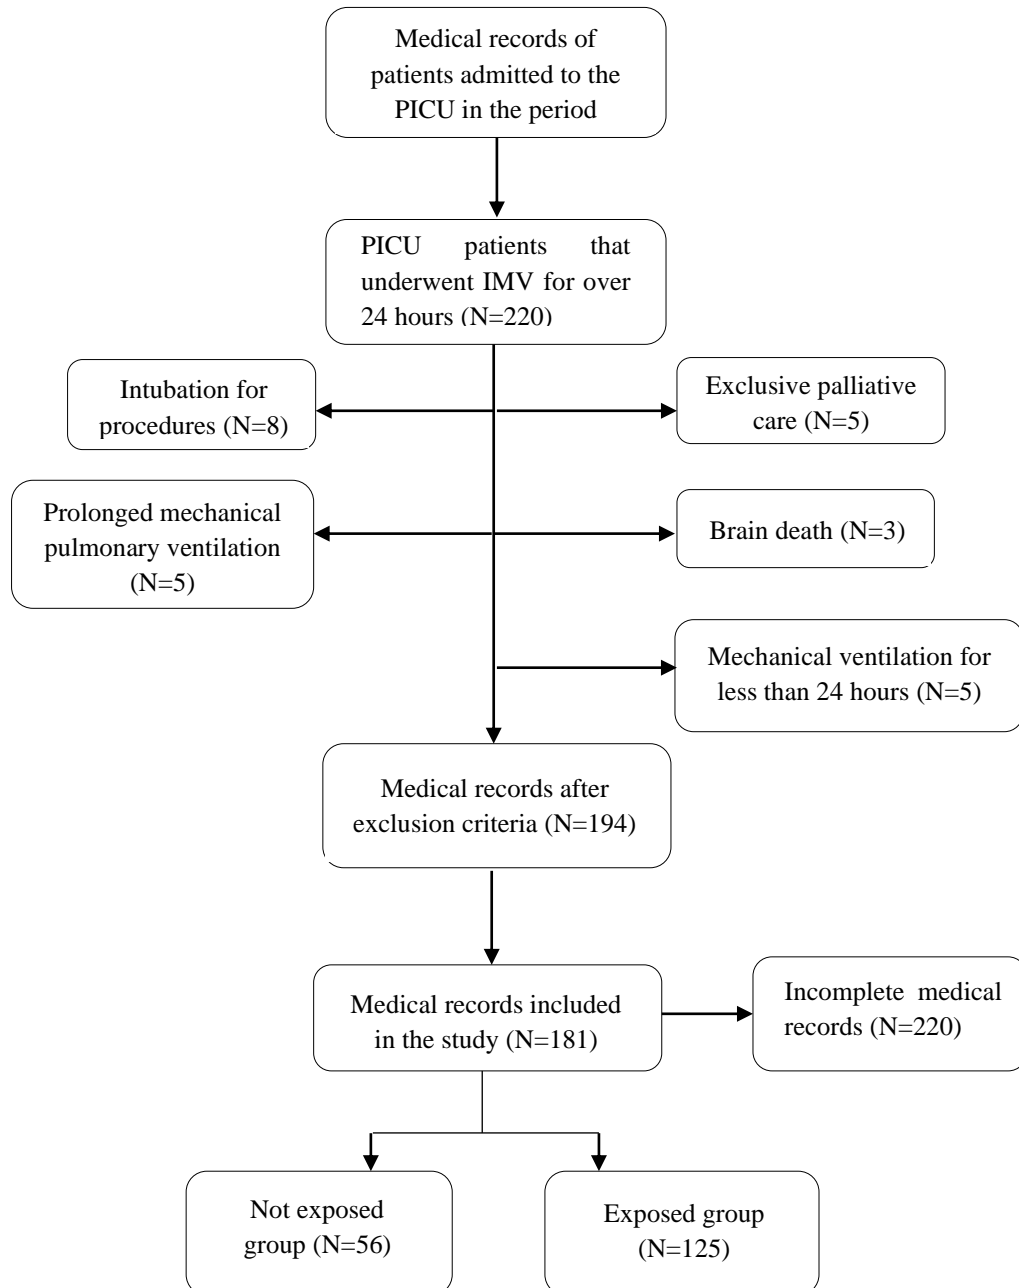 Medical records of
patients admitted to the
PICU in the period
PICU patients that
underwent IMV for over
24 hours (N=220)
Intubation for
procedures (N=8)
Exclusive palliative
care (N=5)
Prolonged mechanical
pulmonary ventilation
(N=5)
Brain death (N=3)
Mechanical ventilation for
less than 24 hours (N=5)
Medical records after
exclusion criteria (N=194)
Medical records included
in the study (N=181)
Incomplete medical
records (N=220)
Not exposed
group (N=56)
Exposed group
(N=125)